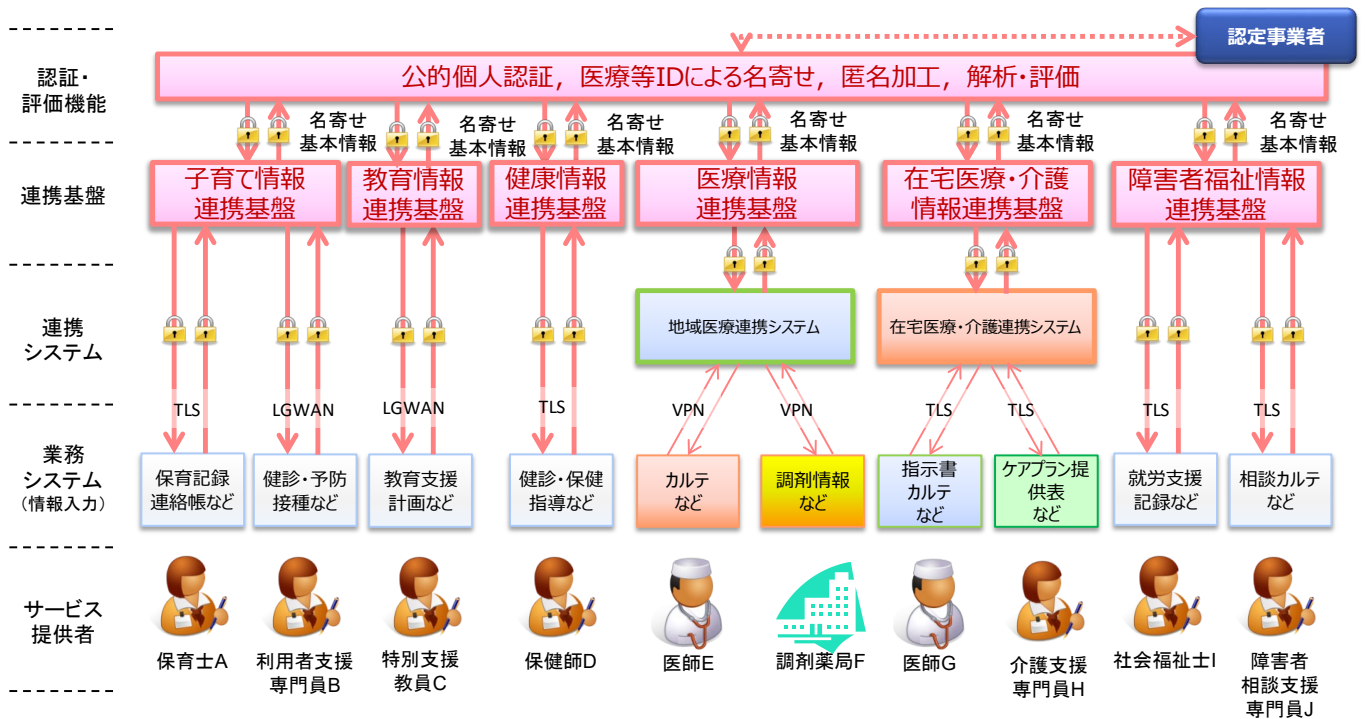 認定事業者
認証・
評価機能
公的個人認証，医療等IDによる名寄せ，匿名加工，解析・評価
名寄せ
基本情報
名寄せ
基本情報
名寄せ
基本情報
名寄せ
基本情報
名寄せ
基本情報
名寄せ
基本情報
連携基盤
子育て情報
連携基盤
教育情報
連携基盤
健康情報
連携基盤
医療情報
連携基盤
在宅医療・介護
情報連携基盤
障害者福祉情報
連携基盤
連携
システム
地域医療連携システム
在宅医療・介護連携システム
TLS
LGWAN
LGWAN
TLS
VPN
VPN
TLS
TLS
TLS
TLS
業務
システム
（情報入力）
保育記録
連絡帳など
健診・予防
接種など
教育支援
計画など
健診・保健
指導など
カルテ
など
調剤情報
など
指示書
カルテ
など
ケアプラン提
供表
など
就労支援
記録など
相談カルテ
など
サービス
提供者
保育士A
利用者支援
専門員B
特別支援
教員C
保健師D
医師E
調剤薬局F
医師G
介護支援
専門員H
社会福祉士I
障害者
相談支援
専門員J